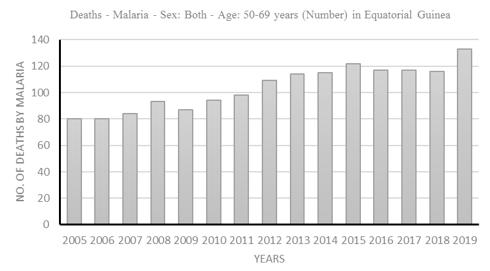 Deaths - Malaria - Sex: Both - Age: 50-69 years (Number) in Equatorial Guinea
140
120
100
80
60
40
20
0
NO. OF DEATHS BY MALARIA
2005 2006 2007 2008 2009 2010 2011 2012 2013 2014 2015 2016 2017 2018 2019
YEARS